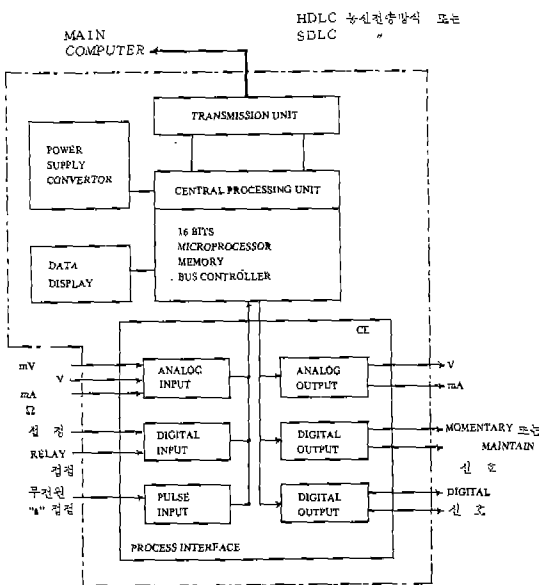 HDLC 통신전송방식 또는
MAIN
COMPUTER
SDLC 〃
TRANSMISSION UNIT
POWER
SUPPLY
CONVERTOR
CENTRAL PROCESSING UNIT
16 BITS
MICROPROCESSOR
MEMORY
BUS CONTROLLER
DATA
DISPLAY
CI
mV
V
mA
Ω
ANALOG
INPUT
ANALOG
OUTPUT
V
mA
접점
RELAY
접점
DIGITAL
INPUT
DIGITAL
OUTPUT
MOMENTARY 또는
MAINTAIN
신호
무전원
접점
PULSE
INPUT
DIGITAL
OUTPUT
DIGITAL
신호
PROCESS INTERFACE